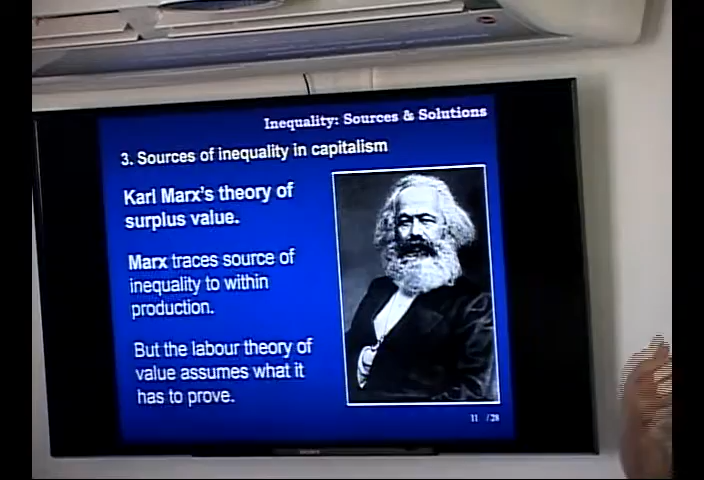 Inequality: Sources & Solutions
3. Sources of inequality in capitalism
Karl Marx's theory of
surplus value.
Marx traces source of
inequality to within
production.
But the labour theory of
value assumes what it
has to prove.
11 /28
SONY